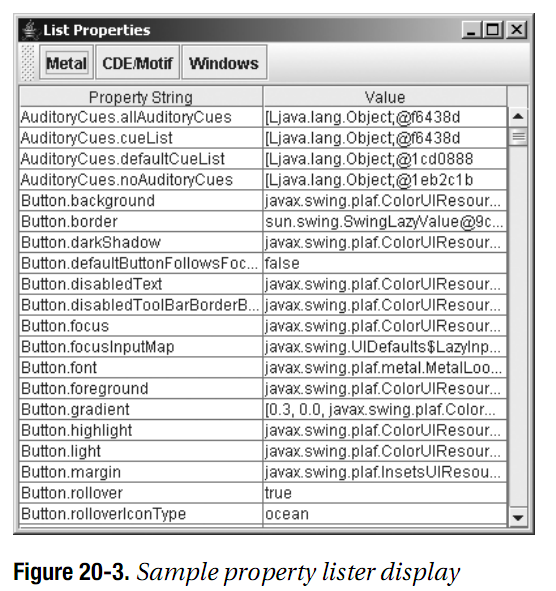 List Properties
Metal CDE/Motif Windows
Property String Value
AuditoryCues.allAuditoryCues [Ljava.lang.Object;@f6438d
AuditoryCues.cueList [Ljava.lang.Object;@f6438d
AuditoryCues.defaultCueList [Ljava.lang.Object;@1cd0888
AuditoryCues.noAuditoryCues [Ljava.lang.Object;@1eb2c1b
Button.background javax.swing.plaf.ColorUIResour...
Button.border sun.swing.SwingLazyValue@9c...
Button.darkShadow javax.swing.plaf.ColorUIResour...
Button.defaultButtonFollowsFoc... false
Button.disabledText javax.swing.plaf.ColorUIResour...
Button.disabledToolBarBorderB... javax.swing.plaf.ColorUIResour...
Button.focus javax.swing.plaf.ColorUIResour...
Button.focusInputMap javax.swing.UIDefaults$LazyInp...
Button.font javax.swing.plaf.metal.MetalLoo...
Button.foreground javax.swing.plaf.ColorUIResour...
Button.gradient [0.3, 0.0, javax.swing.plaf.Color...
Button.highlight javax.swing.plaf.ColorUIResour...
Button.light javax.swing.plaf.ColorUIResour...
Button.margin javax.swing.plaf.InsetsUIResou...
Button.rollover true
Button.rolloverIconType ocean
Figure 20-3. Sample property lister display